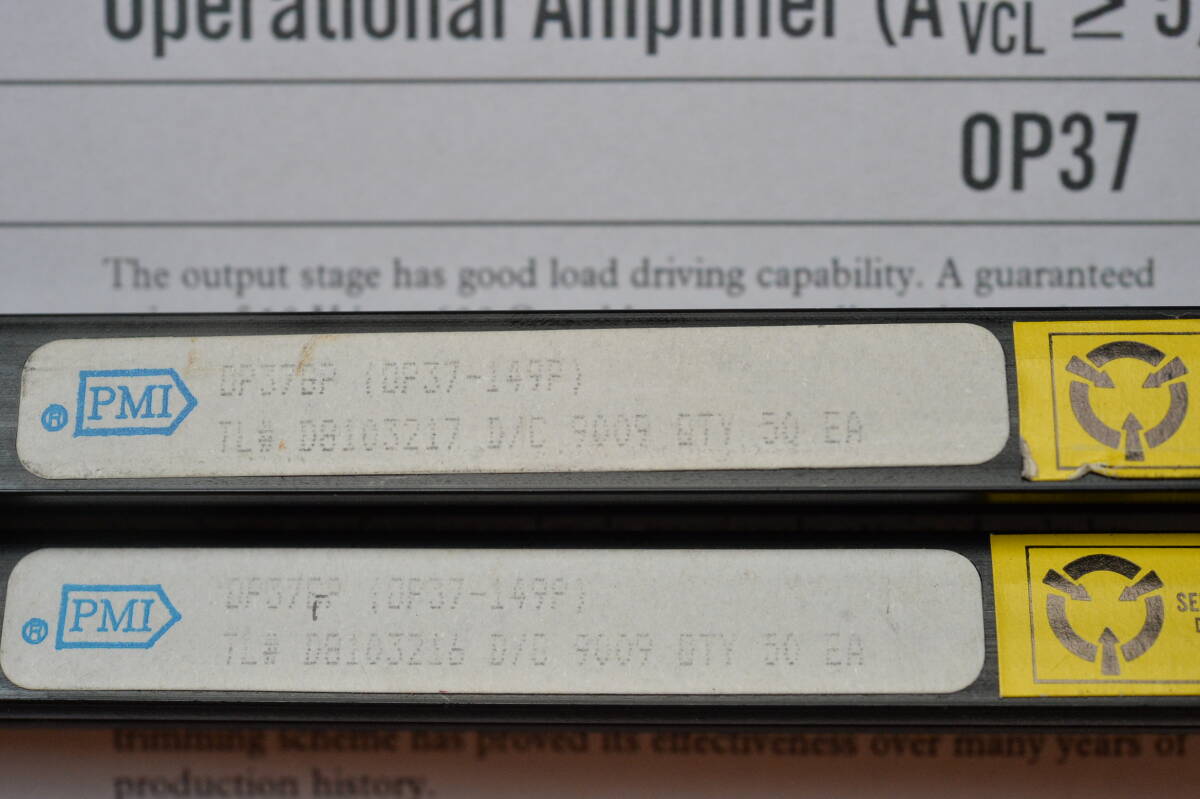 Operational Amplifier (AVCL ≥ 5)
OP37
The output stage has good load driving capability. A guaranteed
® PMI
OP37GP (OP37-149P)
TL# D8103217 D/C 9009 QTY 50 EA
® PMI
OP37GP (OP37-149P)
TL# D8103216 D/C 9009 QTY 50 EA
trimming scheme has proved its effectiveness over many years of
production history.